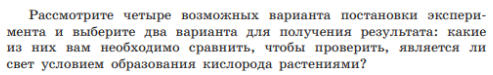 Рассмотрите четыре возможных варианта постановки экспери-
мента и выберите два варианта для получения результата: какие
из них вам необходимо сравнить, чтобы проверить, является ли
свет условием образования кислорода растениями?